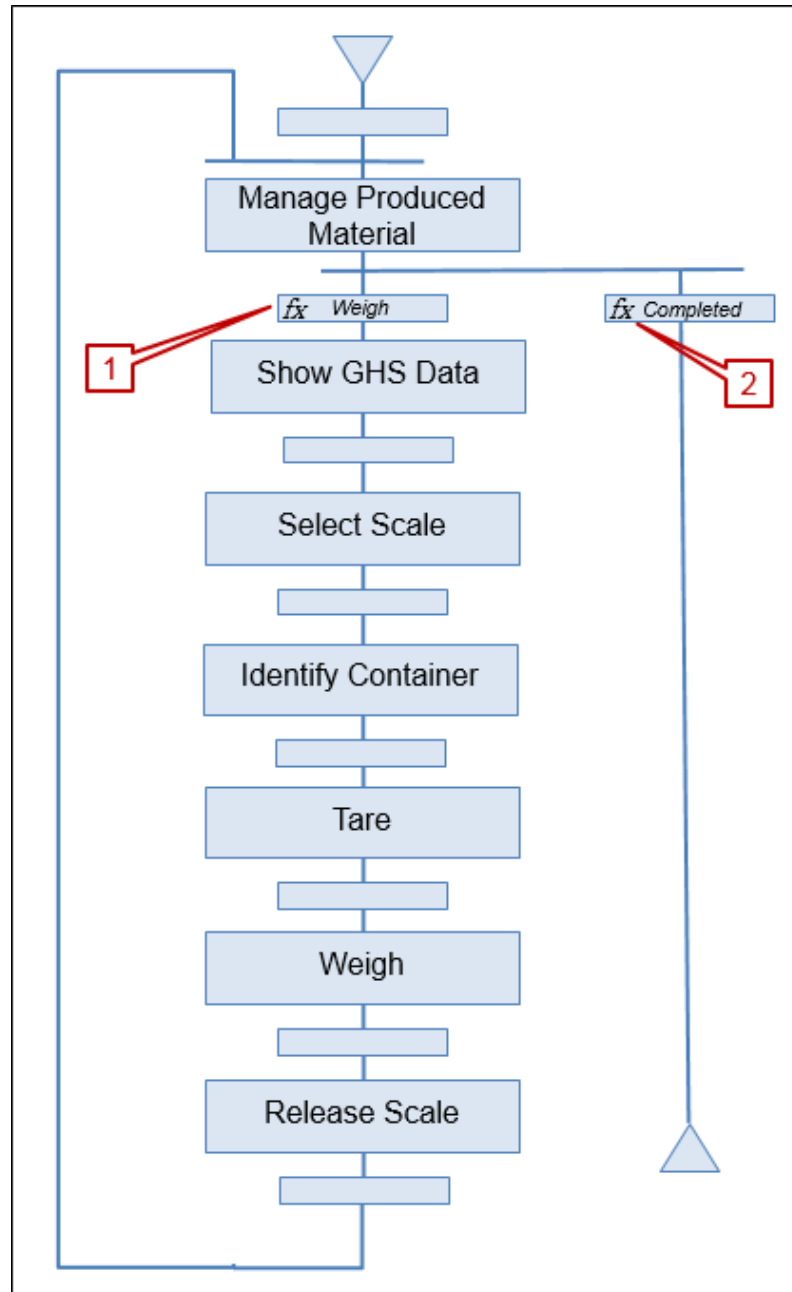 Manage Produced
Material
fx Weigh
fx Completed
1
2
Show GHS Data
Select Scale
Identify Container
Tare
Weigh
Release Scale